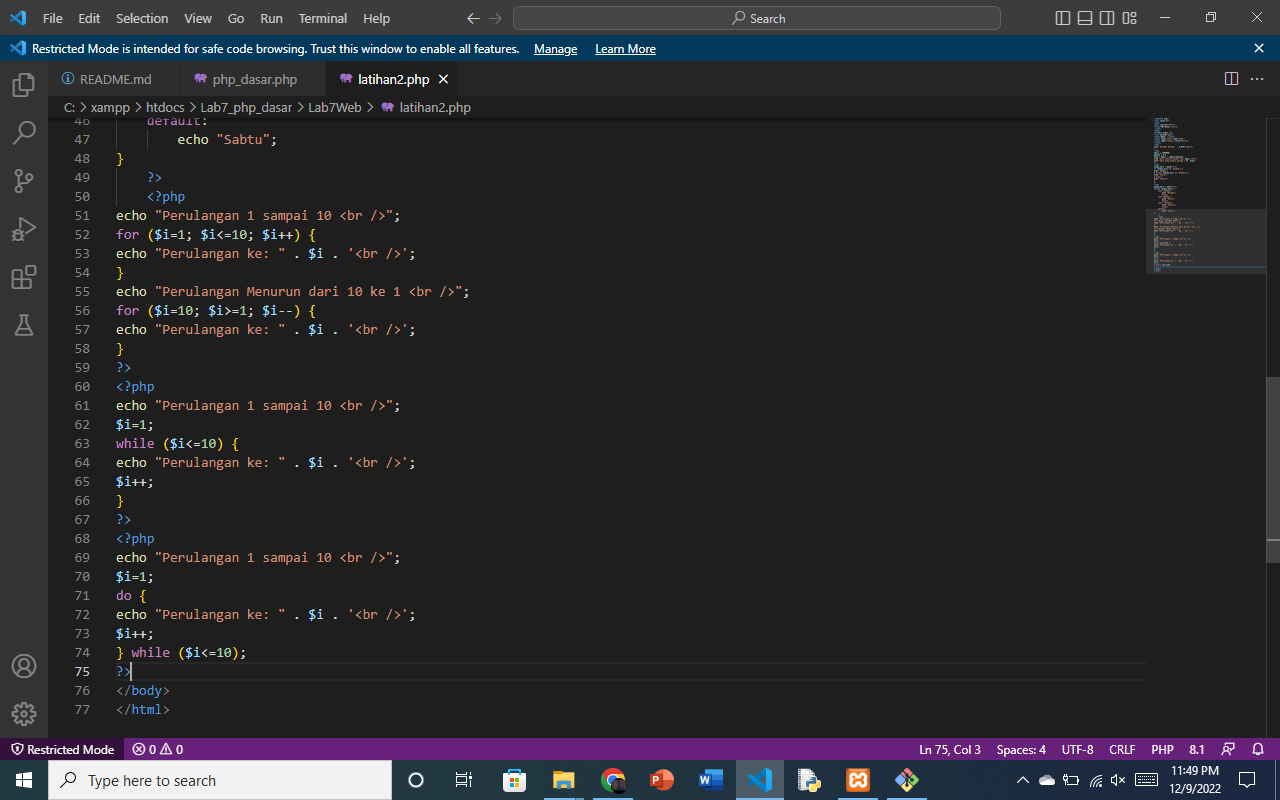 File Edit Selection View Go Run Terminal Help Search
Restricted Mode is intended for safe code browsing. Trust this window to enable all features. Manage Learn More
README.md php_dasar.php latihan2.php
C: > xampp > htdocs > Lab7_php_dasar > Lab7Web > latihan2.php
46 default:
47 echo "Sabtu";
48 }
49 ?>
50 <?php
51 echo "Perulangan 1 sampai 10 <br />";
52 for ($i=1; $i<=10; $i++) {
53 echo "Perulangan ke: " . $i . '<br />';
54 }
55 echo "Perulangan Menurun dari 10 ke 1 <br />";
56 for ($i=10; $i>=1; $i--) {
57 echo "Perulangan ke: " . $i . '<br />';
58 }
59 ?>
60 <?php
61 echo "Perulangan 1 sampai 10 <br />";
62 $i=1;
63 while ($i<=10) {
64 echo "Perulangan ke: " . $i . '<br />';
65 $i++;
66 }
67 ?>
68 <?php
69 echo "Perulangan 1 sampai 10 <br />";
70 $i=1;
71 do {
72 echo "Perulangan ke: " . $i . '<br />';
73 $i++;
74 } while ($i<=10);
75 ?>
76 </body>
77 </html>
Restricted Mode 0 0 Ln 75, Col 3 Spaces: 4 UTF-8 CRLF PHP 8.1
Type here to search
11:49 PM
12/9/2022